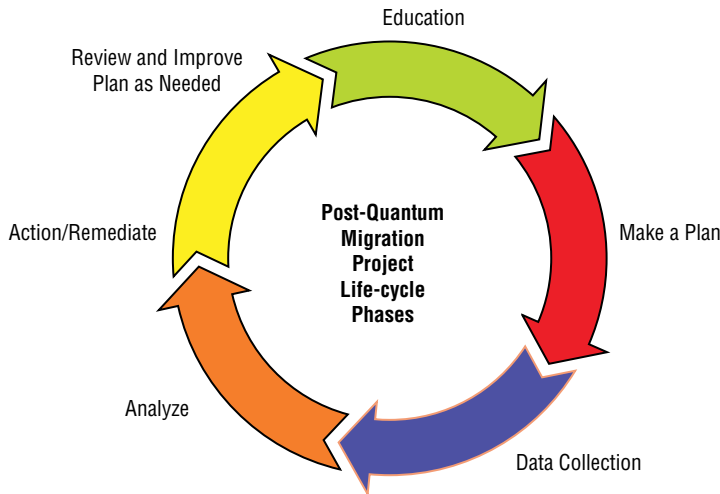 Education
Review and Improve
Plan as Needed
Post-Quantum
Migration
Project
Life-cycle
Phases
Action/Remediate
Make a Plan
Analyze
Data Collection